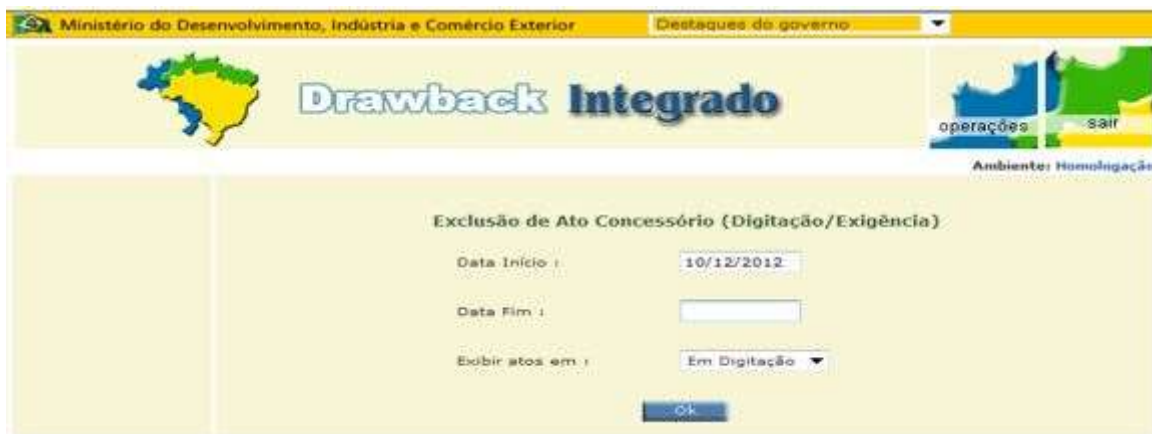 Ministério do Desenvolvimento, Indústria e Comércio Exterior Destaques do governo
Drawback Integrado
operações sair
Ambiente: Homologação
Exclusão de Ato Concessório (Digitação/Exigência)
Data Início : 10/12/2012
Data Fim :
Exibir atos em : Em Digitação
Ok